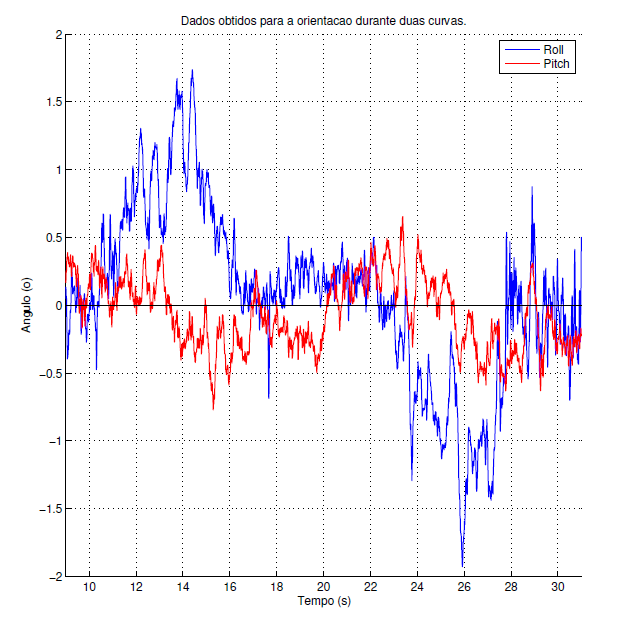 Dados obtidos para a orientacao durante duas curvas.
Roll
Pitch
2
1.5
1
0.5
0
−0.5
−1
−1.5
−2
Angulo (o)
10 12 14 16 18 20 22 24 26 28 30
Tempo (s)